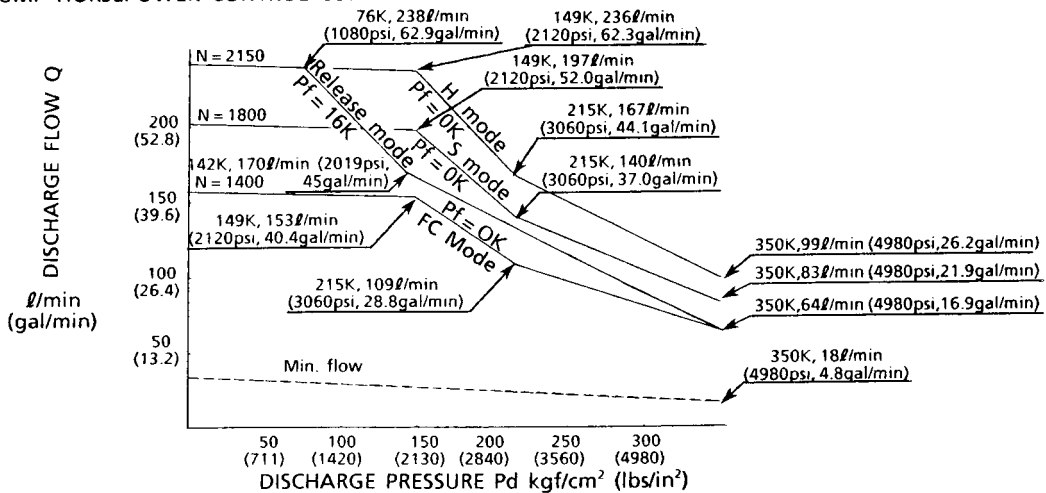 76K, 238ℓ/min
(1080psi, 62.9gal/min)
149K, 236ℓ/min
(2120psi, 62.3gal/min)
149K, 197ℓ/min
(2120psi, 52.0gal/min)
215K, 167ℓ/min
(3060psi, 44.1gal/min)
215K, 140ℓ/min
(3060psi, 37.0gal/min)
N = 2150
Release mode
Pf = 16K
H mode
Pf = 0K
N = 1800
S mode
Pf = 0K
142K, 170ℓ/min (2019psi,
45gal/min)
N = 1400
Pf = OK
FC Mode
149K, 153ℓ/min
(2120psi, 40.4gal/min)
215K, 109ℓ/min
(3060psi, 28.8gal/min)
350K,99ℓ/min (4980psi,26.2gal/min)
350K,83ℓ/min (4980psi,21.9gal/min)
350K,64ℓ/min (4980psi,16.9gal/min)
350K, 18ℓ/min
(4980psi, 4.8gal/min)
Min. flow
DISCHARGE FLOW Q
ℓ/min
(gal/min)
200
(52.8)
150
(39.6)
100
(26.4)
50
(13.2)
50 100 150 200 250 300
(711) (1420) (2130) (2840) (3560) (4980)
DISCHARGE PRESSURE Pd kgf/cm² (lbs/in²)